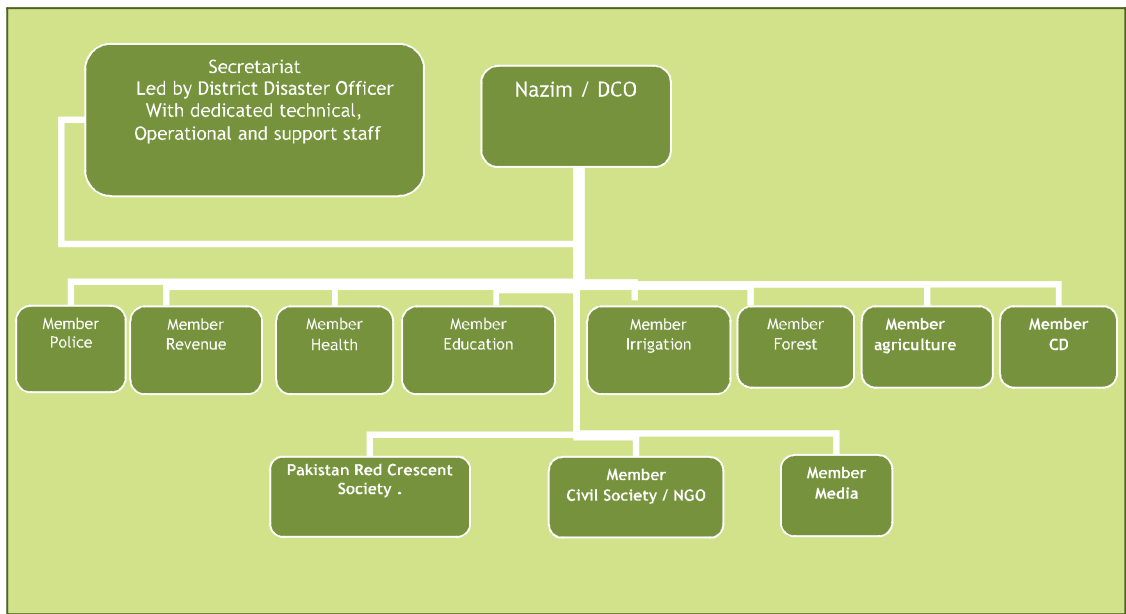 Secretariat
Led by District Disaster Officer
With dedicated technical,
Operational and support staff
Nazim / DCO
Member
Police
Member
Revenue
Member
Health
Member
Education
Member
Irrigation
Member
Forest
Member
agriculture
Member
CD
Pakistan Red Crescent
Society .
Member
Civil Society / NGO
Member
Media